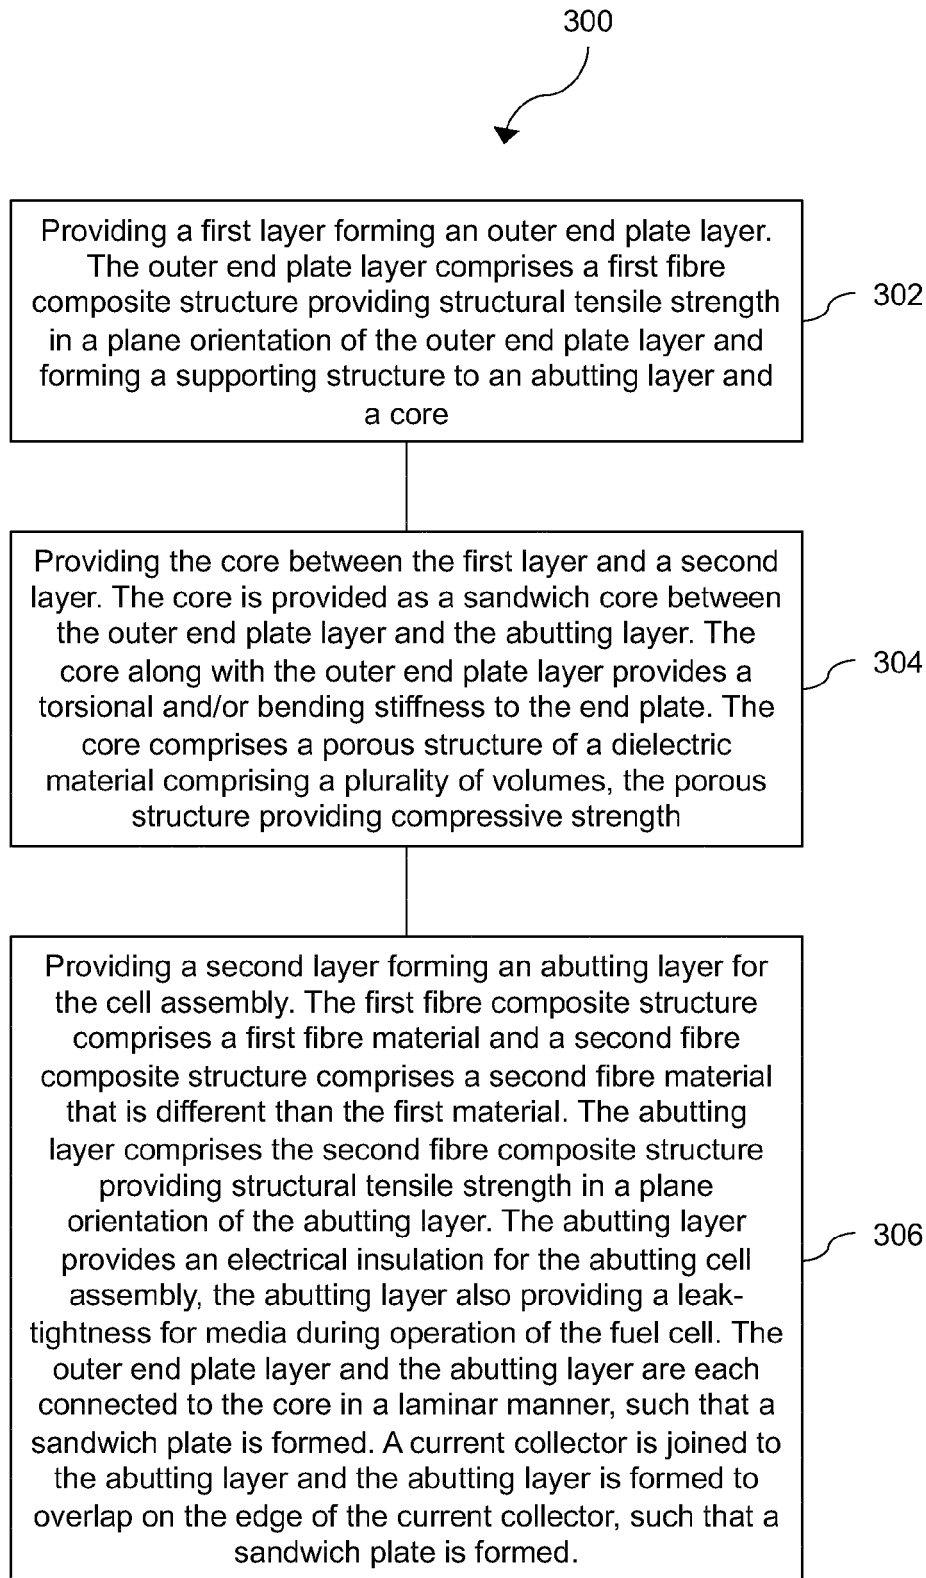 300
Providing a first layer forming an outer end plate layer.
The outer end plate layer comprises a first fibre
composite structure providing structural tensile strength
in a plane orientation of the outer end plate layer and
forming a supporting structure to an abutting layer and
a core
302
Providing the core between the first layer and a second
layer. The core is provided as a sandwich core between
the outer end plate layer and the abutting layer. The
core along with the outer end plate layer provides a
torsional and/or bending stiffness to the end plate. The
core comprises a porous structure of a dielectric
material comprising a plurality of volumes, the porous
structure providing compressive strength
304
Providing a second layer forming an abutting layer for
the cell assembly. The first fibre composite structure
comprises a first fibre material and a second fibre
composite structure comprises a second fibre material
that is different than the first material. The abutting
layer comprises the second fibre composite structure
providing structural tensile strength in a plane
orientation of the abutting layer. The abutting layer
provides an electrical insulation for the abutting cell
assembly, the abutting layer also providing a leak-
tightness for media during operation of the fuel cell. The
outer end plate layer and the abutting layer are each
connected to the core in a laminar manner, such that a
sandwich plate is formed. A current collector is joined to
the abutting layer and the abutting layer is formed to
overlap on the edge of the current collector, such that a
sandwich plate is formed.
306